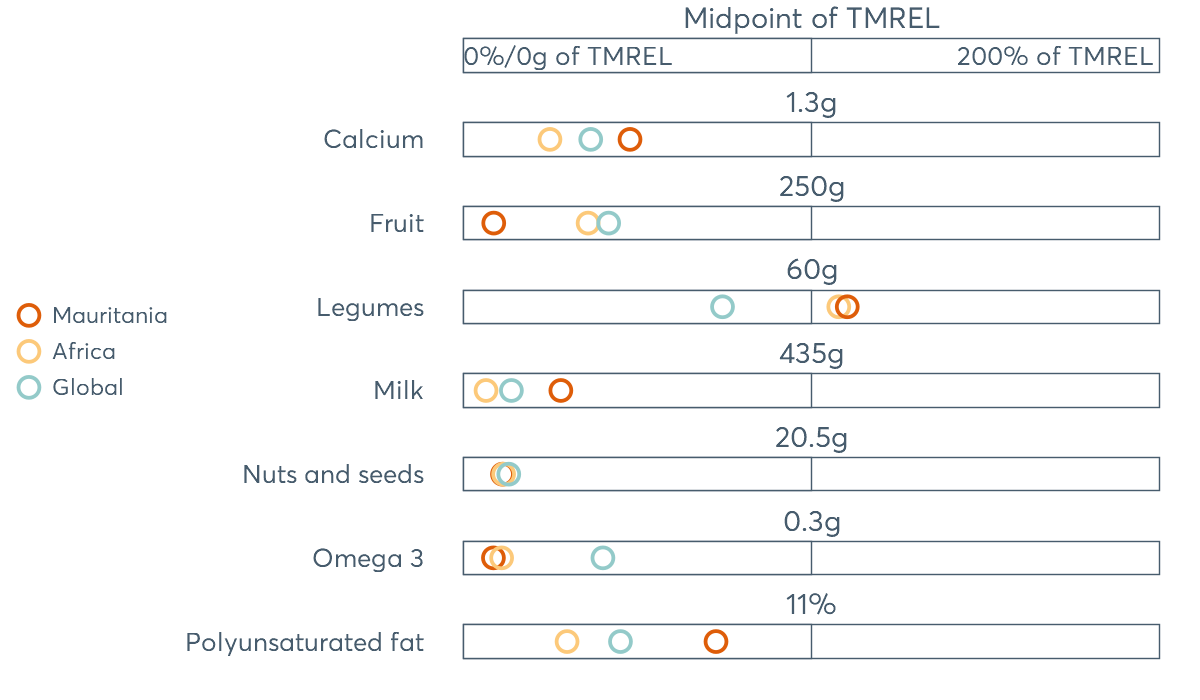 Midpoint of TMREL
0%/0g of TMREL
200% of TMREL
1.3g
Calcium
250g
Fruit
60g
Legumes
Mauritania
Africa
Global
435g
Milk
20.5g
Nuts and seeds
0.3g
Omega 3
11%
Polyunsaturated fat